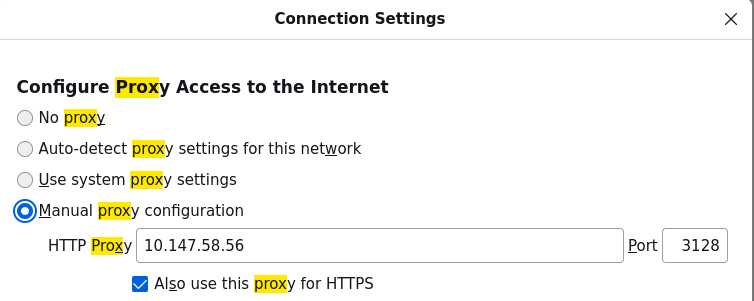 Connection Settings
Configure Proxy Access to the Internet
No proxy
Auto-detect proxy settings for this network
Use system proxy settings
Manual proxy configuration
HTTP Proxy 10.147.58.56 Port 3128
Also use this proxy for HTTPS